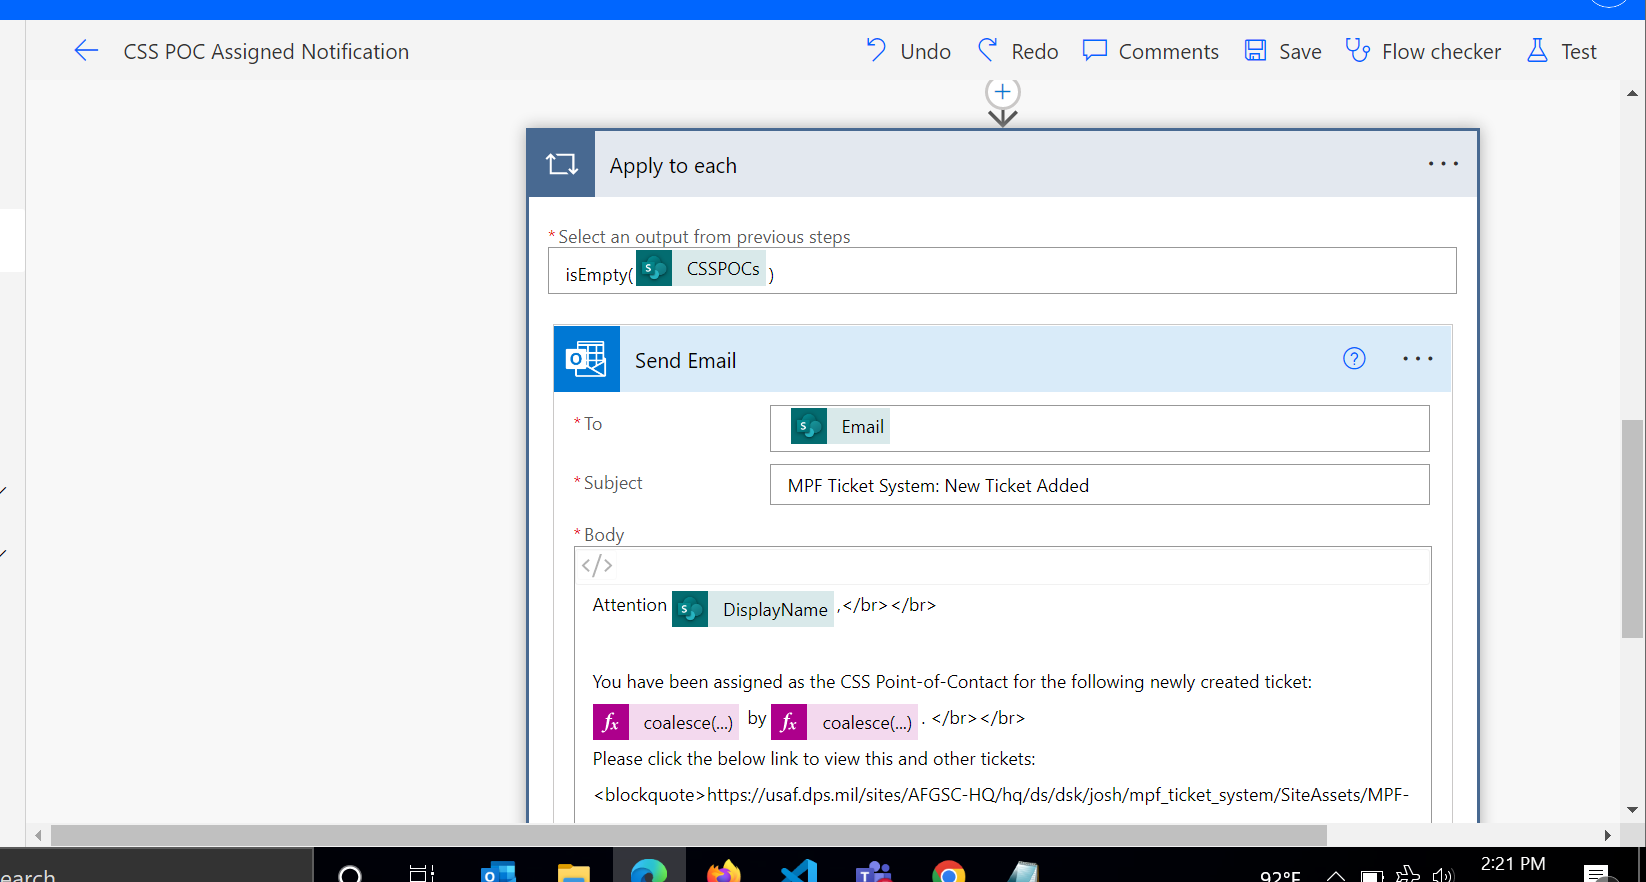 CSS POC Assigned Notification
Undo
Redo
Comments
Save
Flow checker
Test
Apply to each
* Select an output from previous steps
isEmpty( CSSPOCs )
Send Email
* To
Email
* Subject
MPF Ticket System: New Ticket Added
* Body
</>
Attention DisplayName ,</br></br>
You have been assigned as the CSS Point-of-Contact for the following newly created ticket:
fx coalesce(...) by fx coalesce(...) . </br></br>
Please click the below link to view this and other tickets:
<blockquote>https://usaf.dps.mil/sites/AFGSC-HQ/hq/ds/dsk/josh/mpf_ticket_system/SiteAssets/MPF-
earch
92°F
2:21 PM